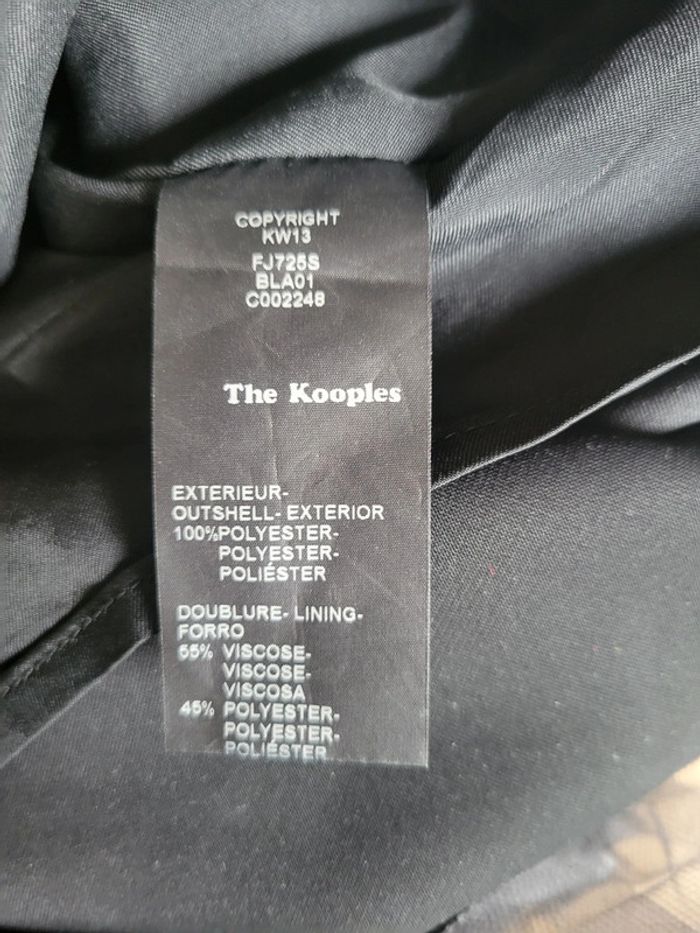 COPYRIGHT
KW13
FJ725S
BLA01
C002248
The Kooples
EXTERIEUR-
OUTSHELL- EXTERIOR
100%POLYESTER-
POLYESTER-
POLIÉSTER
DOUBLURE- LINING-
FORRO
55% VISCOSE-
VISCOSE-
VISCOSA
45% POLYESTER-
POLYESTER-
POLIÉSTER